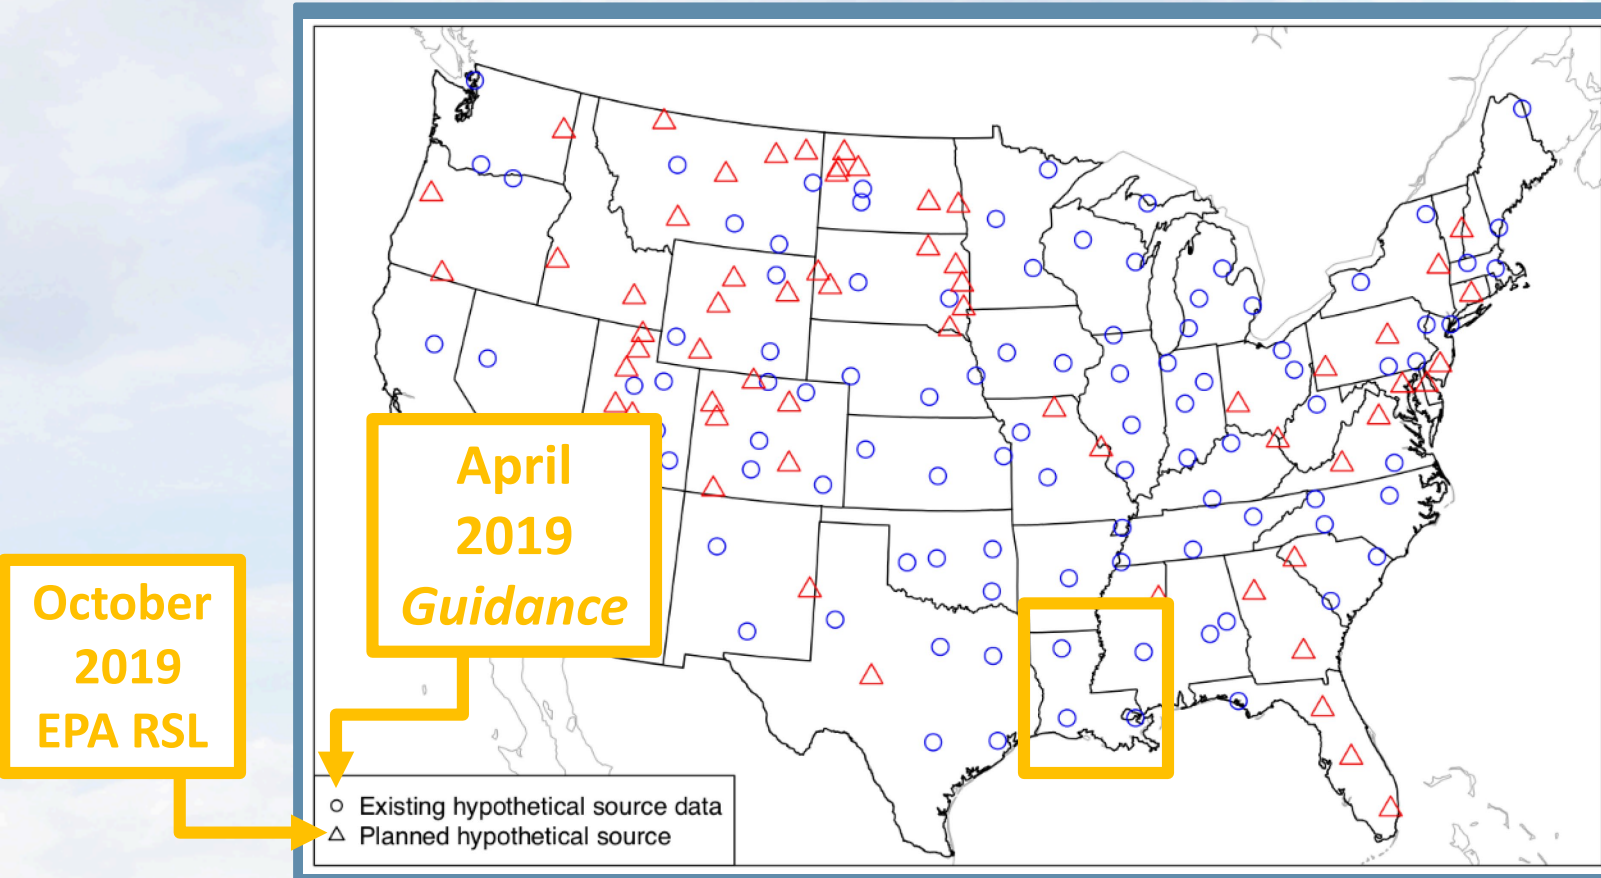 April
2019
Guidance
October
2019
EPA RSL
Existing hypothetical source data
Planned hypothetical source